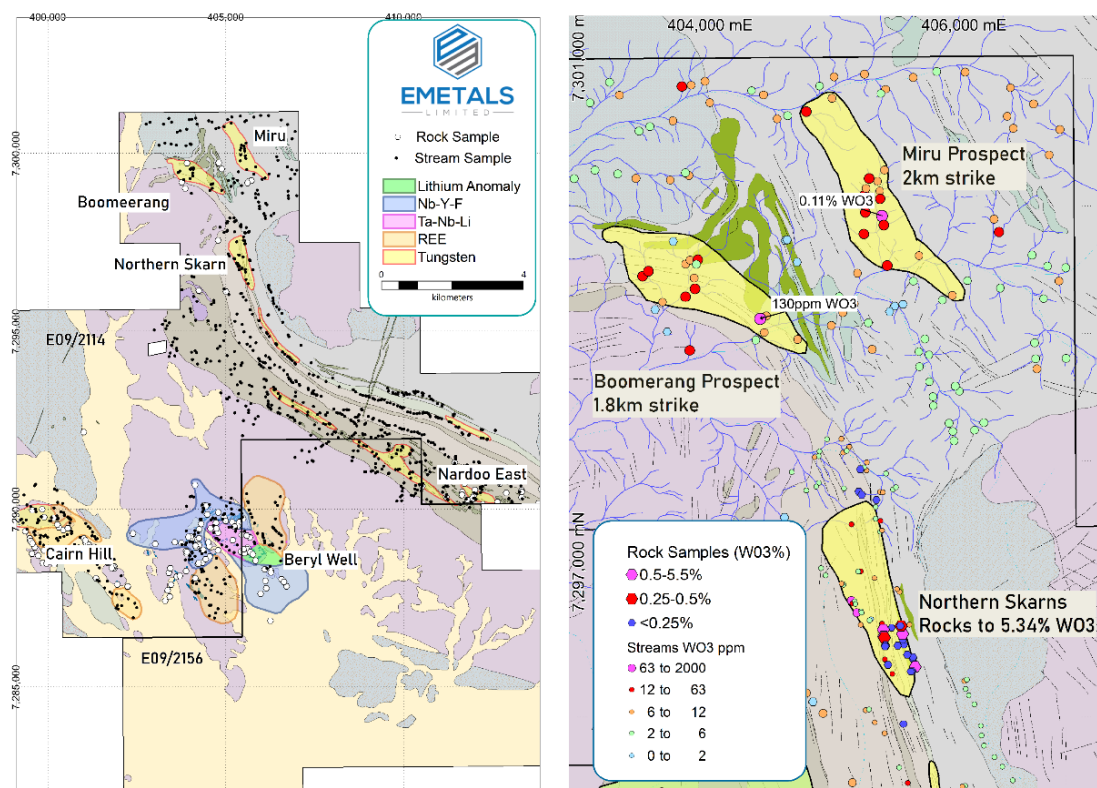 400,000
405,000
410,000
7,300,000
7,295,000
7,290,000
7,285,000
Miru
Boomeerang
Northern Skarn
E09/2114
Nardoo East
Cairn Hill
Beryl Well
E09/2156
EMETALS
LIMITED
Rock Sample
Stream Sample
Lithium Anomaly
Nb-Y-F
Ta-Nb-Li
REE
Tungsten
0
4
kilometers
404,000 mE
406,000 mE
7,301,000 m
7,297,000 mN
Miru Prospect
2km strike
0.11% WO3
130ppm WO3
Boomerang Prospect
1.8km strike
Northern Skarns
Rocks to 5.34% WO3
Rock Samples (W03%)
0.5-5.5%
0.25-0.5%
<0.25%
Streams WO3 ppm
63 to 2000
12 to 63
6 to 12
2 to 6
0 to 2